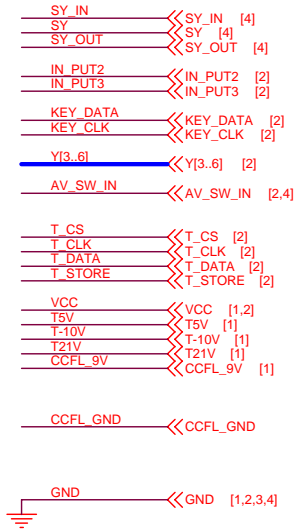 SY_IN SY_IN [4]
SY SY [4]
SY_OUT SY_OUT [4]
IN_PUT2 IN_PUT2 [2]
IN_PUT3 IN_PUT3 [2]
KEY_DATA KEY_DATA [2]
KEY_CLK KEY_CLK [2]
Y[3..6] Y[3..6] [2]
AV_SW_IN AV_SW_IN [2,4]
T_CS T_CS [2]
T_CLK T_CLK [2]
T_DATA T_DATA [2]
T_STORE T_STORE [2]
VCC VCC [1,2]
T5V T5V [1]
T-10V T-10V [1]
T21V T21V [1]
CCFL_9V CCFL_9V [1]
CCFL_GND CCFL_GND
GND GND [1,2,3,4]